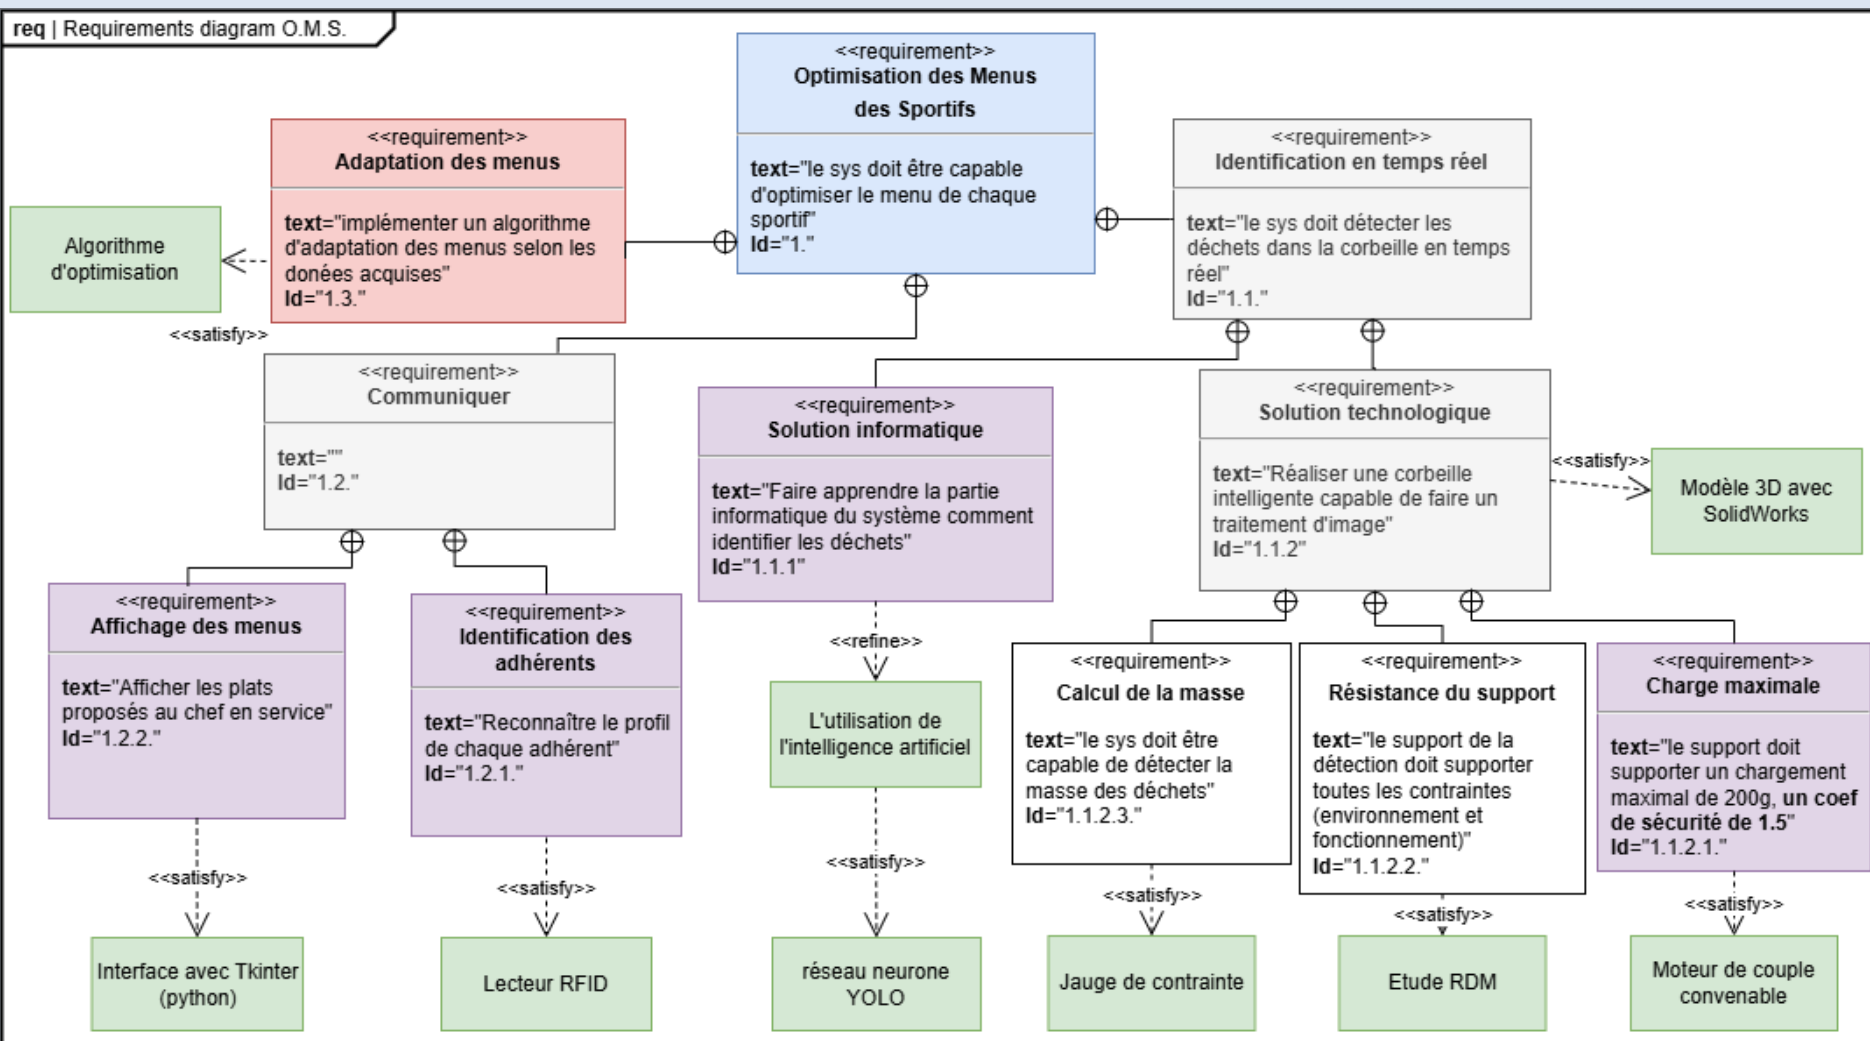 req | Requirements diagram O.M.S.
<<requirement>>
Optimisation des Menus
des Sportifs
text="le sys doit être capable
d'optimiser le menu de chaque
sportif"
Id="1."
<<requirement>>
Adaptation des menus
text="implémenter un algorithme
d'adaptation des menus selon les
donées acquises"
Id="1.3."
<<requirement>>
Identification en temps réel
text="le sys doit détecter les
déchets dans la corbeille en temps
réel"
Id="1.1."
Algorithme
d'optimisation
<<satisfy>>
<<requirement>>
Communiquer
text=""
Id="1.2."
<<requirement>>
Solution informatique
text="Faire apprendre la partie
informatique du système comment
identifier les déchets"
Id="1.1.1"
<<requirement>>
Solution technologique
text="Réaliser une corbeille
intelligente capable de faire un
traitement d'image"
Id="1.1.2"
<<satisfy>>
Modèle 3D avec
SolidWorks
<<requirement>>
Affichage des menus
text="Afficher les plats
proposés au chef en service"
Id="1.2.2."
<<requirement>>
Identification des
adhérents
text="Reconnaître le profil
de chaque adhérent"
Id="1.2.1."
<<refine>>
L'utilisation de
l'intelligence artificiel
<<requirement>>
Calcul de la masse
text="le sys doit être
capable de détecter la
masse des déchets"
Id="1.1.2.3."
<<requirement>>
Résistance du support
text="le support de la
détection doit supporter
toutes les contraintes
(environnement et
fonctionnement)"
Id="1.1.2.2."
<<requirement>>
Charge maximale
text="le support doit
supporter un chargement
maximal de 200g, un coef
de sécurité de 1.5"
Id="1.1.2.1."
<<satisfy>>
<<satisfy>>
<<satisfy>>
<<satisfy>>
<<satisfy>>
<<satisfy>>
Interface avec Tkinter
(python)
Lecteur RFID
réseau neurone
YOLO
Jauge de contrainte
Etude RDM
Moteur de couple
convenable